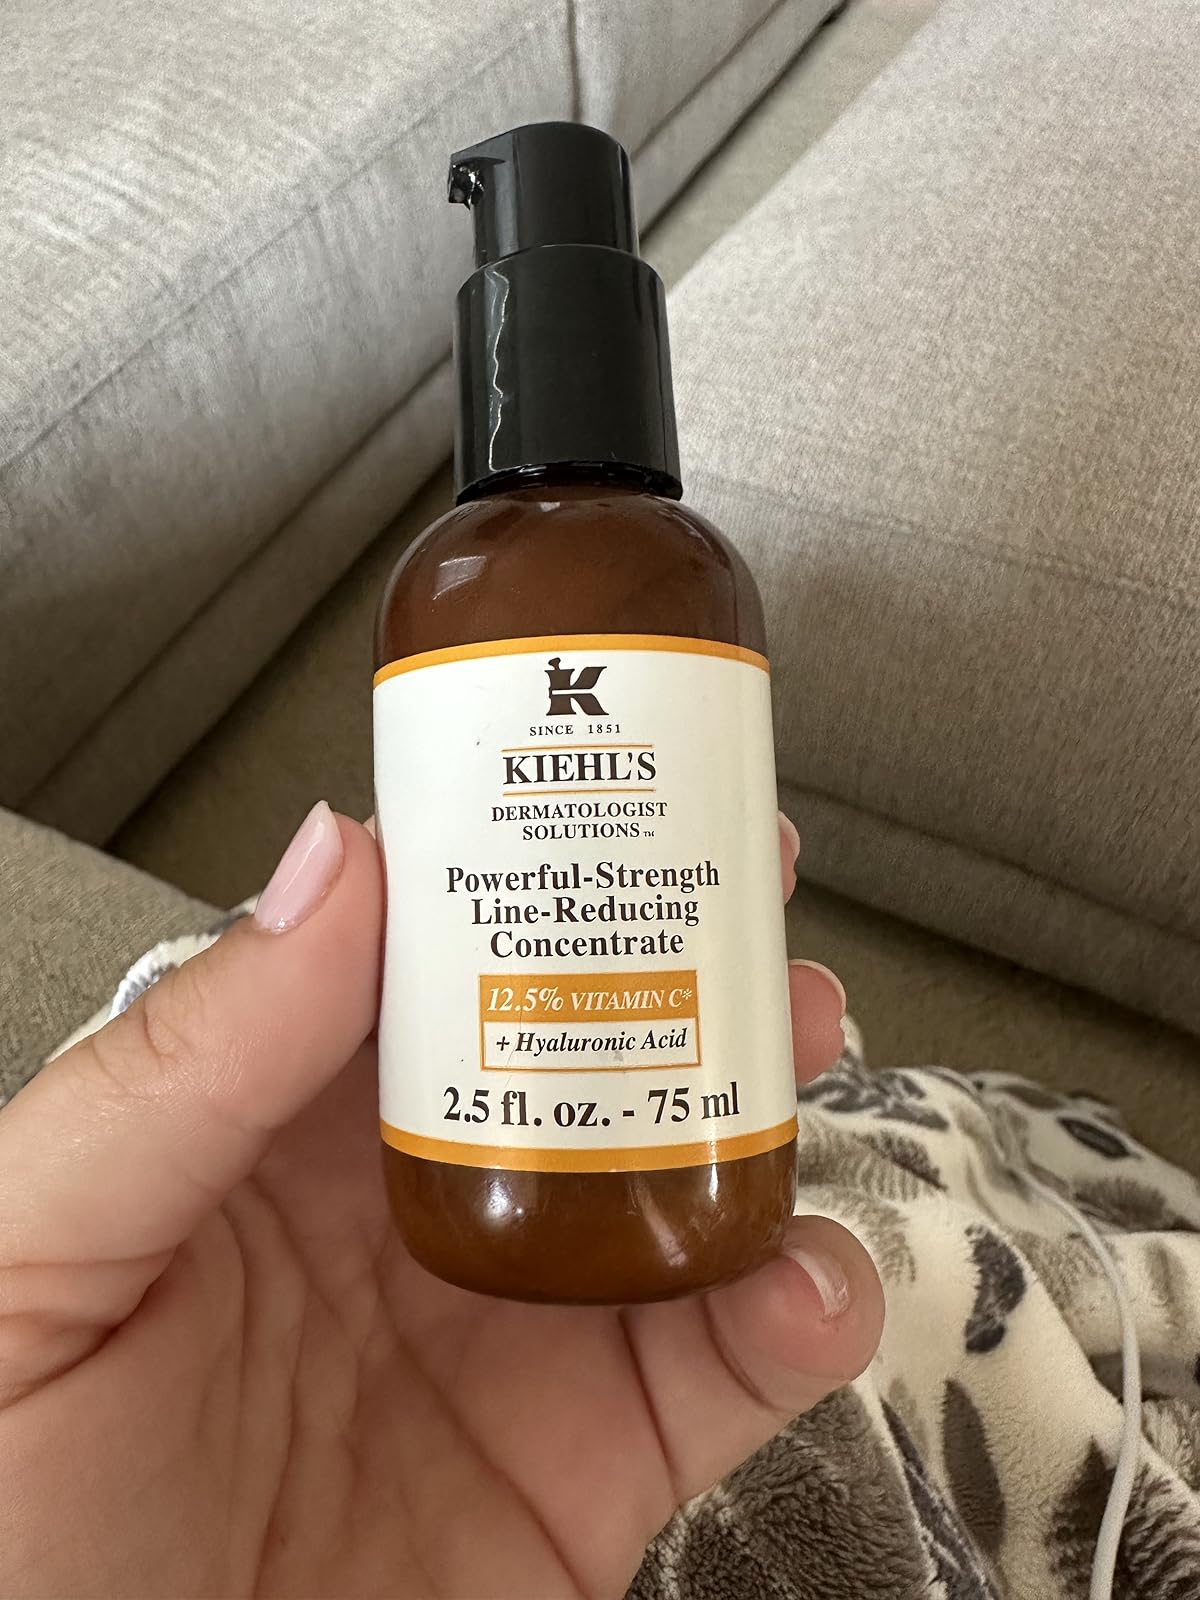 K
SINCE 1851
KIEHL'S
DERMATOLOGIST
SOLUTIONS™
Powerful-Strength
Line-Reducing
Concentrate
12.5% VITAMIN C*
+ Hyaluronic Acid
2.5 fl. oz. - 75 ml